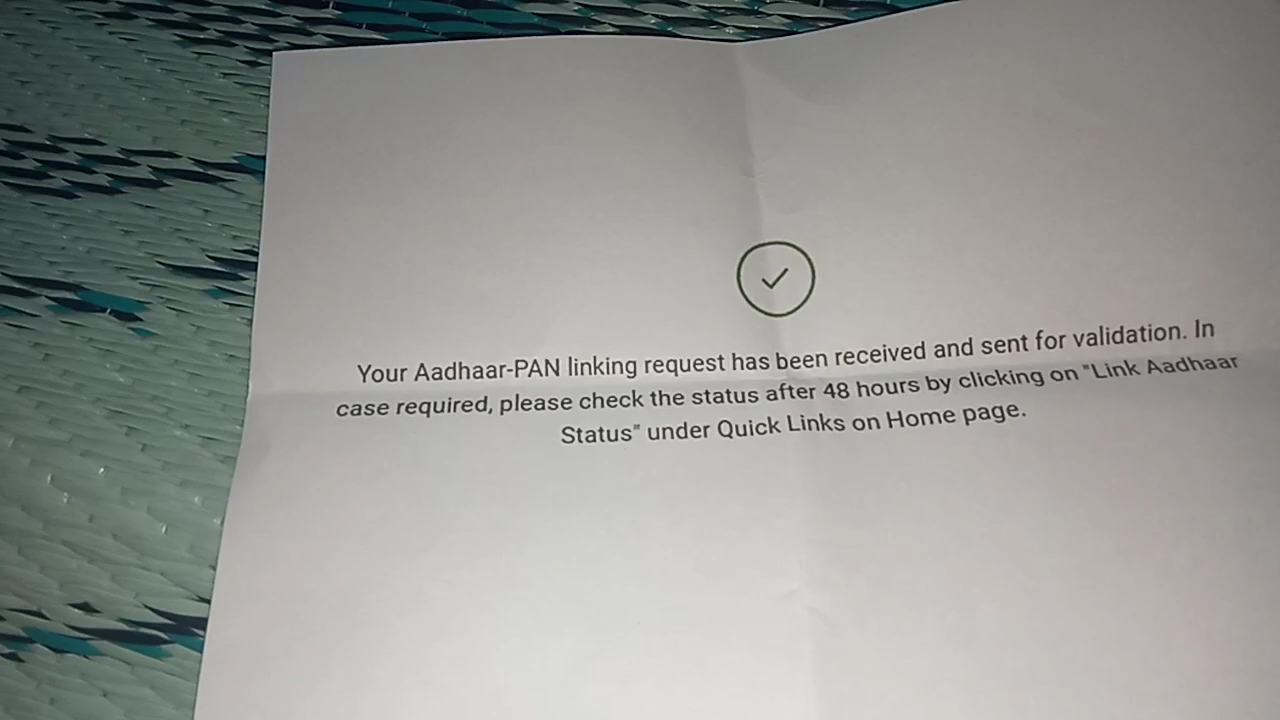 Your Aadhaar-PAN linking request has been received and sent for validation. In
case required, please check the status after 48 hours by clicking on "Link Aadhaar
Status" under Quick Links on Home page.